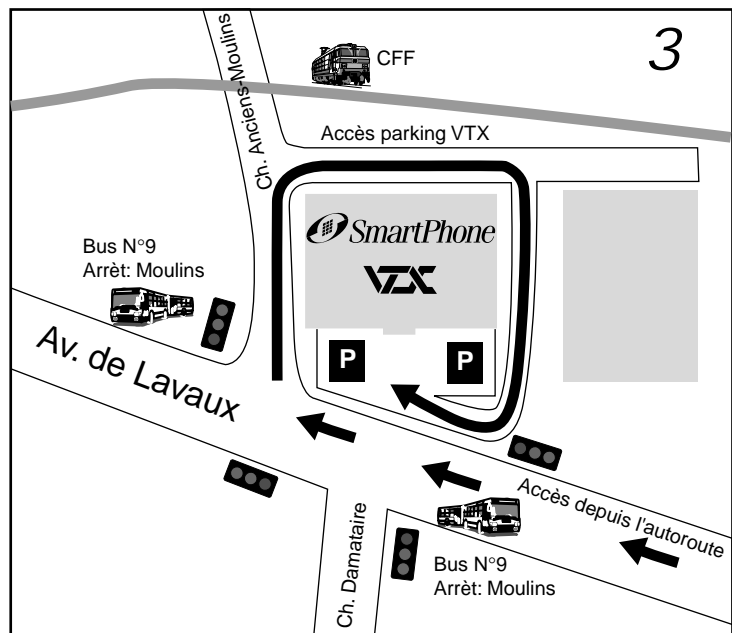 3
CFF
Ch. Anciens-Moulins
Accès parking VTX
SmartPhone
VTX
Bus N°9
Arrèt: Moulins
P
P
Av. de Lavaux
Accès depuis l'autoroute
Ch. Damataire
Bus N°9
Arrèt: Moulins